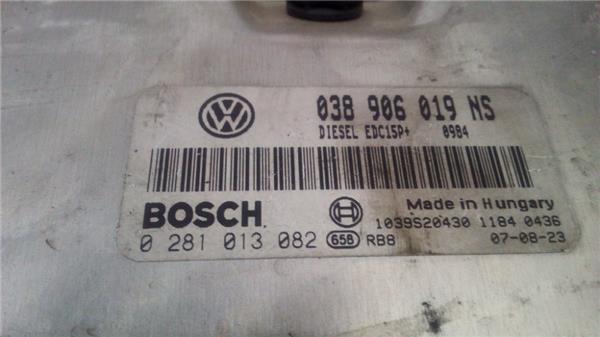 038 906 019 NS
DIESEL EDC15P+ 0984
BOSCH
Made in Hungary
1039S20430 1184 0436
0 281 013 082 658 RB8 07-08-23